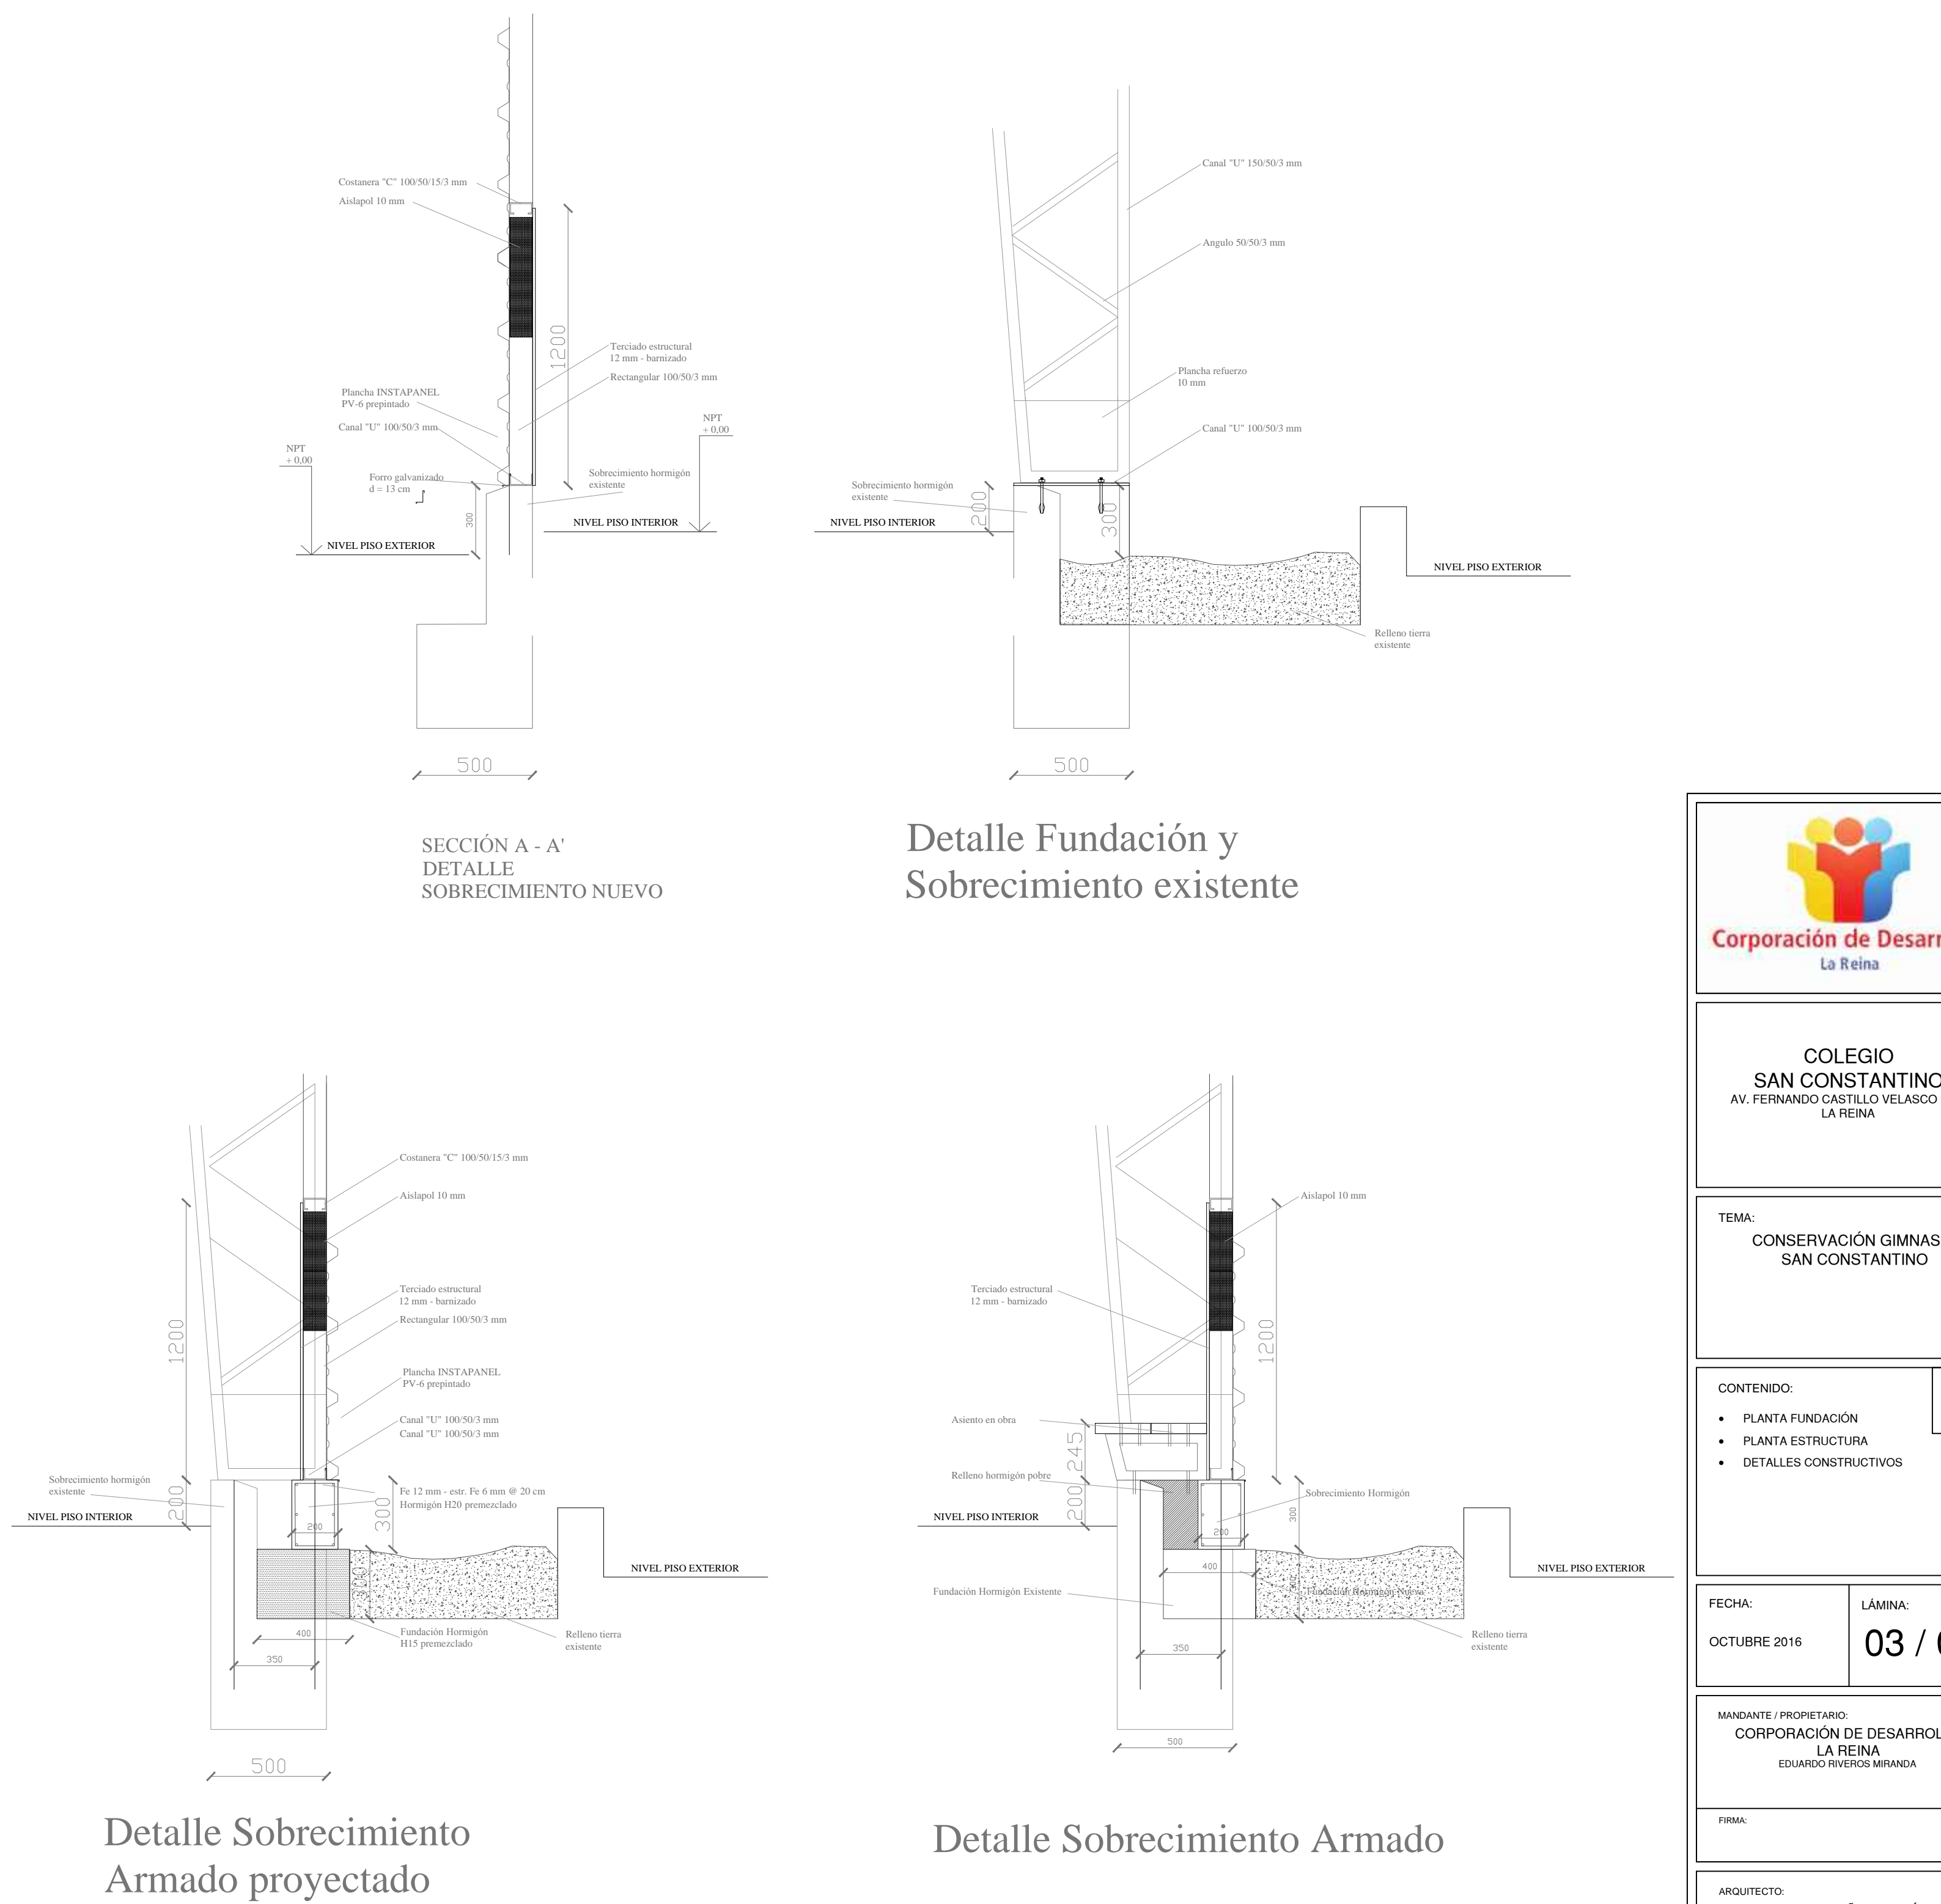 Costanera "C" 100/50/15/3 mm
Aislapol 10 mm
1200
Terciado estructural
12 mm - barnizado
Rectangular 100/50/3 mm
Plancha INSTAPANEL
PV-6 prepintado
Canal "U" 100/50/3 mm
NPT
+ 0,00
NPT
+ 0,00
Forro galvanizado
d = 13 cm
Sobrecimiento hormigón
existente
300
NIVEL PISO INTERIOR
NIVEL PISO EXTERIOR
500
SECCIÓN A - A'
DETALLE
SOBRECIMIENTO NUEVO
Canal "U" 150/50/3 mm
Angulo 50/50/3 mm
Plancha refuerzo
10 mm
Canal "U" 100/50/3 mm
Sobrecimiento hormigón
existente
200
300
NIVEL PISO INTERIOR
NIVEL PISO EXTERIOR
Relleno tierra
existente
500
Detalle Fundación y
Sobrecimiento existente
Costanera "C" 100/50/15/3 mm
Aislapol 10 mm
1200
Terciado estructural
12 mm - barnizado
Rectangular 100/50/3 mm
Plancha INSTAPANEL
PV-6 prepintado
Canal "U" 100/50/3 mm
Canal "U" 100/50/3 mm
Sobrecimiento hormigón
existente
200
Fe 12 mm - estr. Fe 6 mm @ 20 cm
Hormigón H20 premezclado
300
200
NIVEL PISO INTERIOR
NIVEL PISO EXTERIOR
300
Fundación Hormigón
H15 premezclado
Relleno tierra
existente
400
350
500
Detalle Sobrecimiento
Armado proyectado
Aislapol 10 mm
Terciado estructural
12 mm - barnizado
1200
Asiento en obra
245
Relleno hormigón pobre
200
Sobrecimiento Hormigón
300
200
NIVEL PISO INTERIOR
NIVEL PISO EXTERIOR
400
Fundación Hormigón Existente
Fundación Hormigón Nueva
Relleno tierra
existente
350
500
Detalle Sobrecimiento Armado
Corporación de Desarr
La Reina
COLEGIO
SAN CONSTANTINO
AV. FERNANDO CASTILLO VELASCO
LA REINA
TEMA:
CONSERVACIÓN GIMNAS
SAN CONSTANTINO
CONTENIDO:
• PLANTA FUNDACIÓN
• PLANTA ESTRUCTURA
• DETALLES CONSTRUCTIVOS
FECHA:
OCTUBRE 2016
LÁMINA:
03 /
MANDANTE / PROPIETARIO:
CORPORACIÓN DE DESARROL
LA REINA
EDUARDO RIVEROS MIRANDA
FIRMA:
ARQUITECTO: